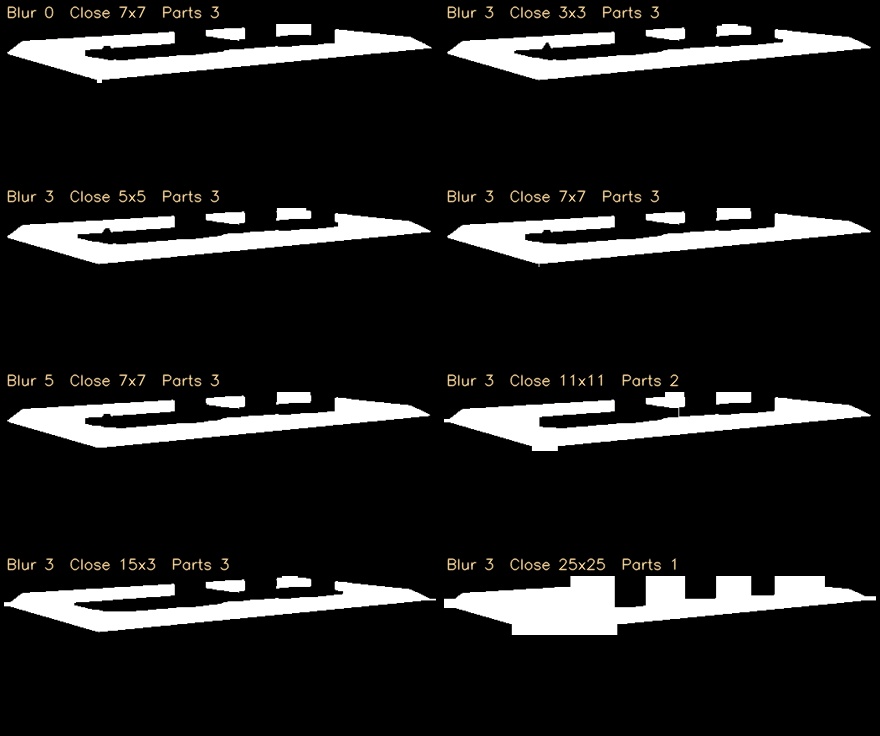 Blur 0 Close 7x7 Parts 3
Blur 3 Close 3x3 Parts 3
Blur 3 Close 5x5 Parts 3
Blur 3 Close 7x7 Parts 3
Blur 5 Close 7x7 Parts 3
Blur 3 Close 11x11 Parts 2
Blur 3 Close 15x3 Parts 3
Blur 3 Close 25x25 Parts 1